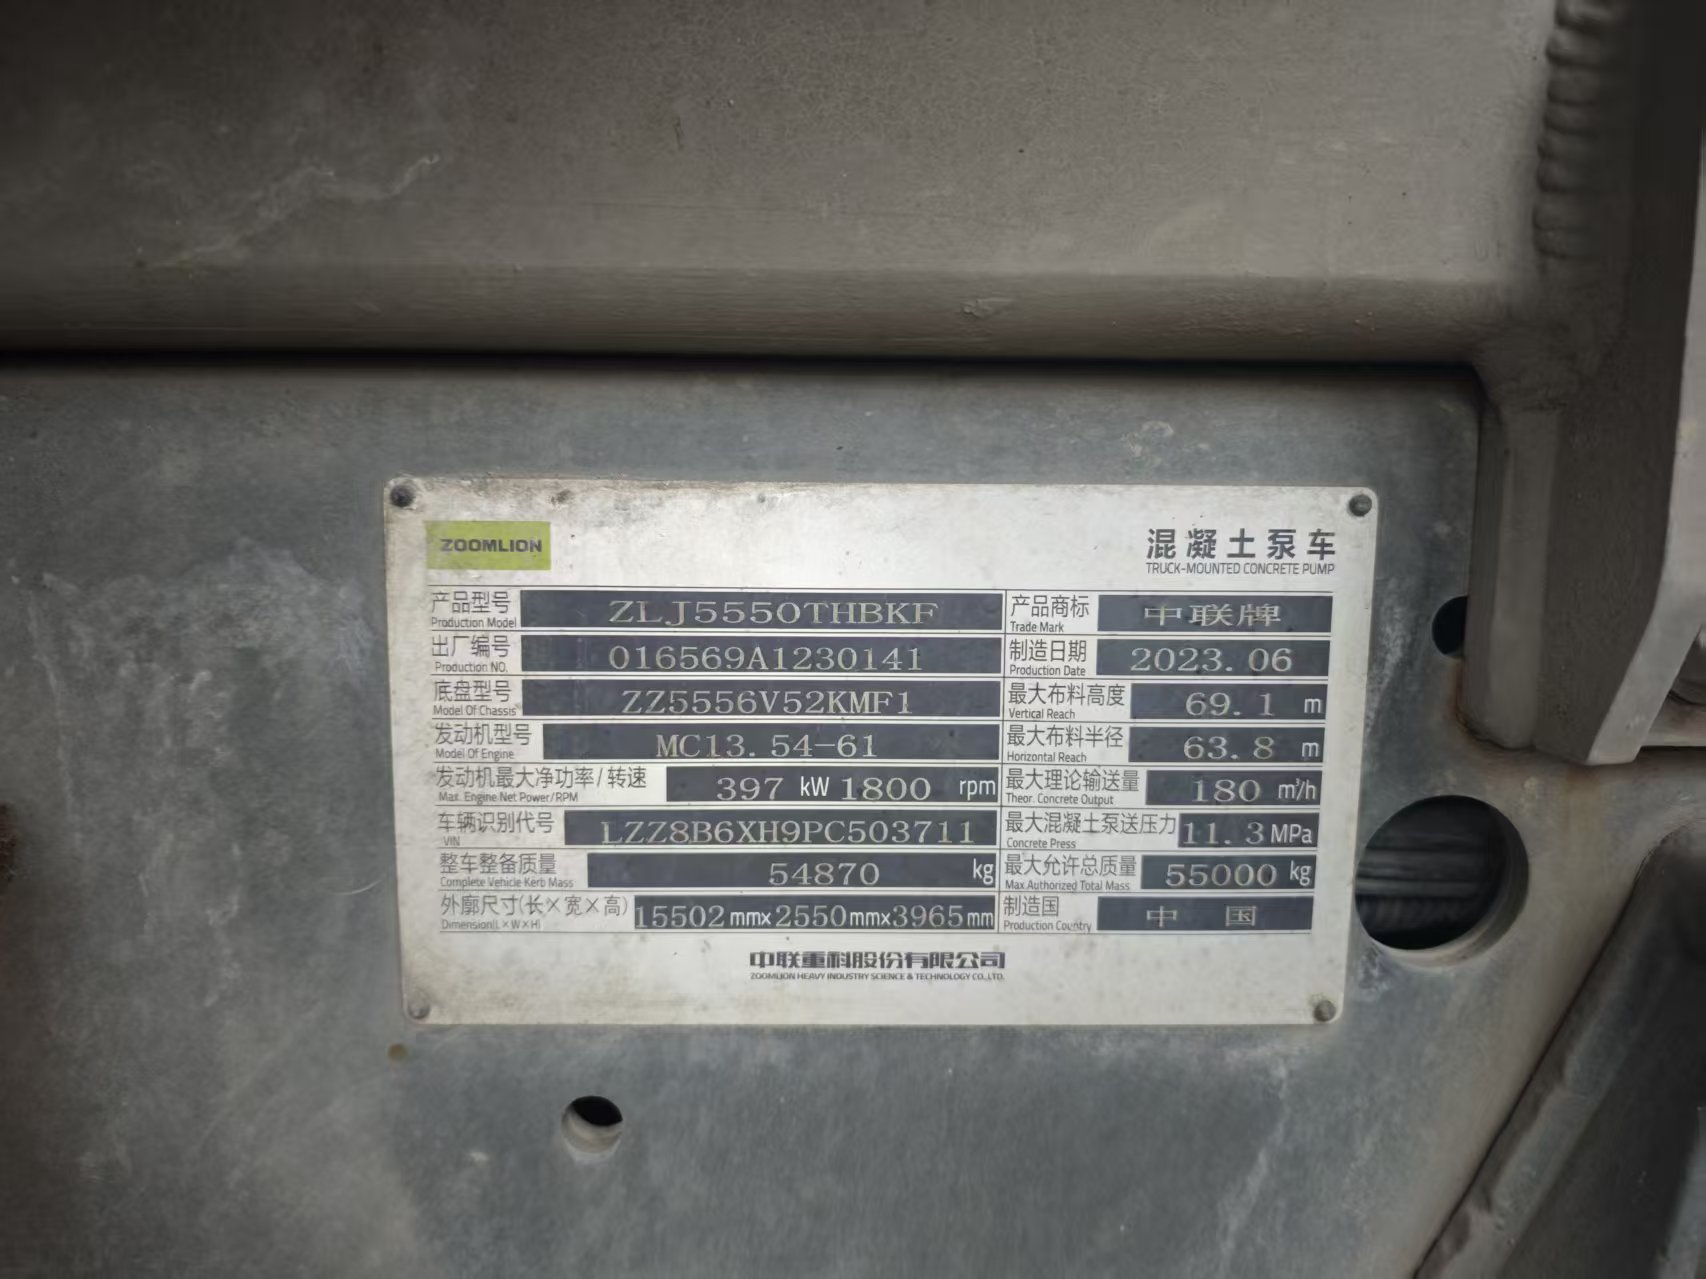 ZOOMLION
混凝土泵车
TRUCK-MOUNTED CONCRETE PUMP
产品型号 ZLJ5550THBKF 产品商标 中联牌
Production Model Trade Mark
出厂编号 016569A1230141 制造日期 2023.06
Production NO. Production Date
底盘型号 ZZ5556V52KMF1 最大布料高度 69.1 m
Model Of Chassis Vertical Reach
发动机型号 MC13.54-61 最大布料半径 63.8 m
Model Of Engine Horizontal Reach
发动机最大净功率/转速 397 kW 1800 rpm 最大理论输送量 180 m³/h
Max. Engine Net Power/RPM Theor. Concrete Output
车辆识别代号 LZZ8B6XH9PC503711 最大混凝土泵送压力 11.3 MPa
VIN Concrete Press
整车整备质量 54870 kg 最大允许总质量 55000 kg
Complete Vehicle Kerb Mass Max.Authorized Total Mass
外廓尺寸(长×宽×高) 15502mm×2550mm×3965mm 制造国 中 国
Dimension(L×W×H) Production Country
中联重科股份有限公司
ZOOMLION HEAVY INDUSTRY SCIENCE & TECHNOLOGY CO., LTD.